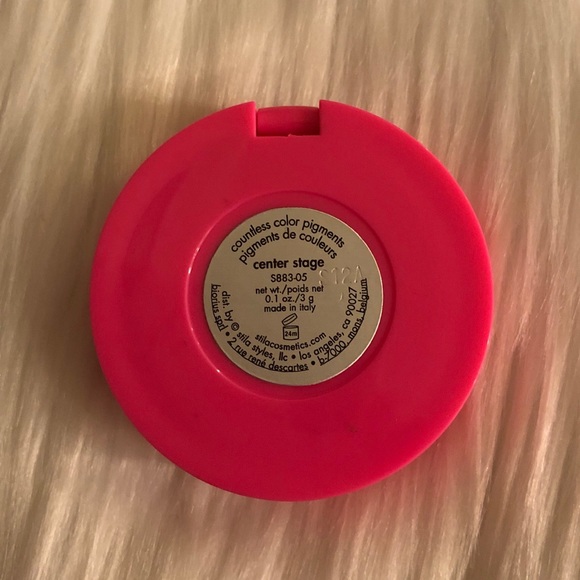 countless color pigments
pigments de couleurs
center stage
S883-05
net wt./poids net
0.1 oz./3 g
made in italy
24m
stilacosmetics.com
dist. by © stila styles, llc • los angeles, ca 90027
biorius sprl • 2 rue rené descartes • b-7000 mons, belgium